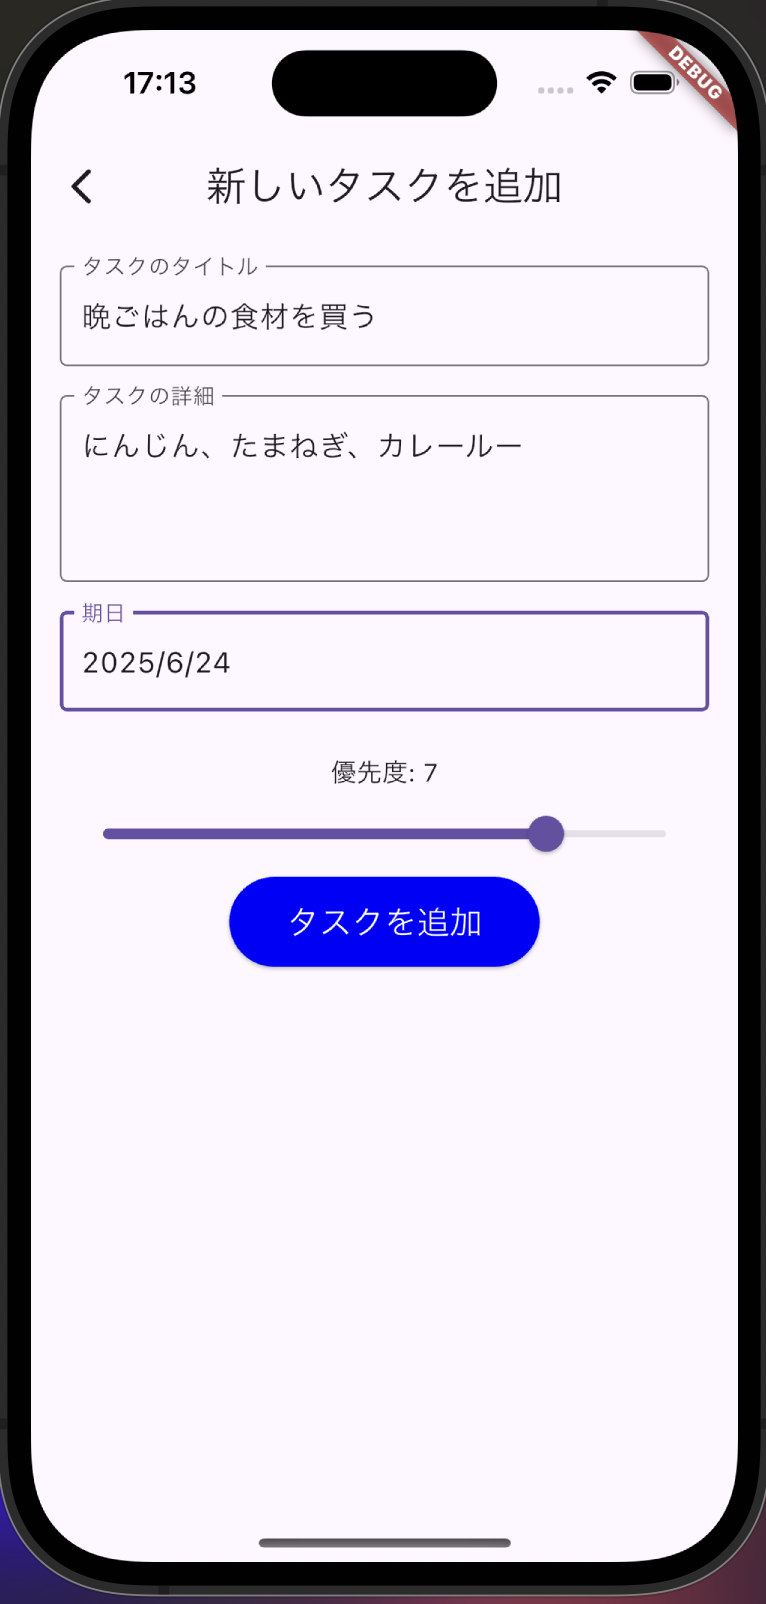 17:13
DEBUG
新しいタスクを追加
タスクのタイトル
晩ごはんの食材を買う
タスクの詳細
にんじん、たまねぎ、カレールー
期日
2025/6/24
優先度: 7
タスクを追加